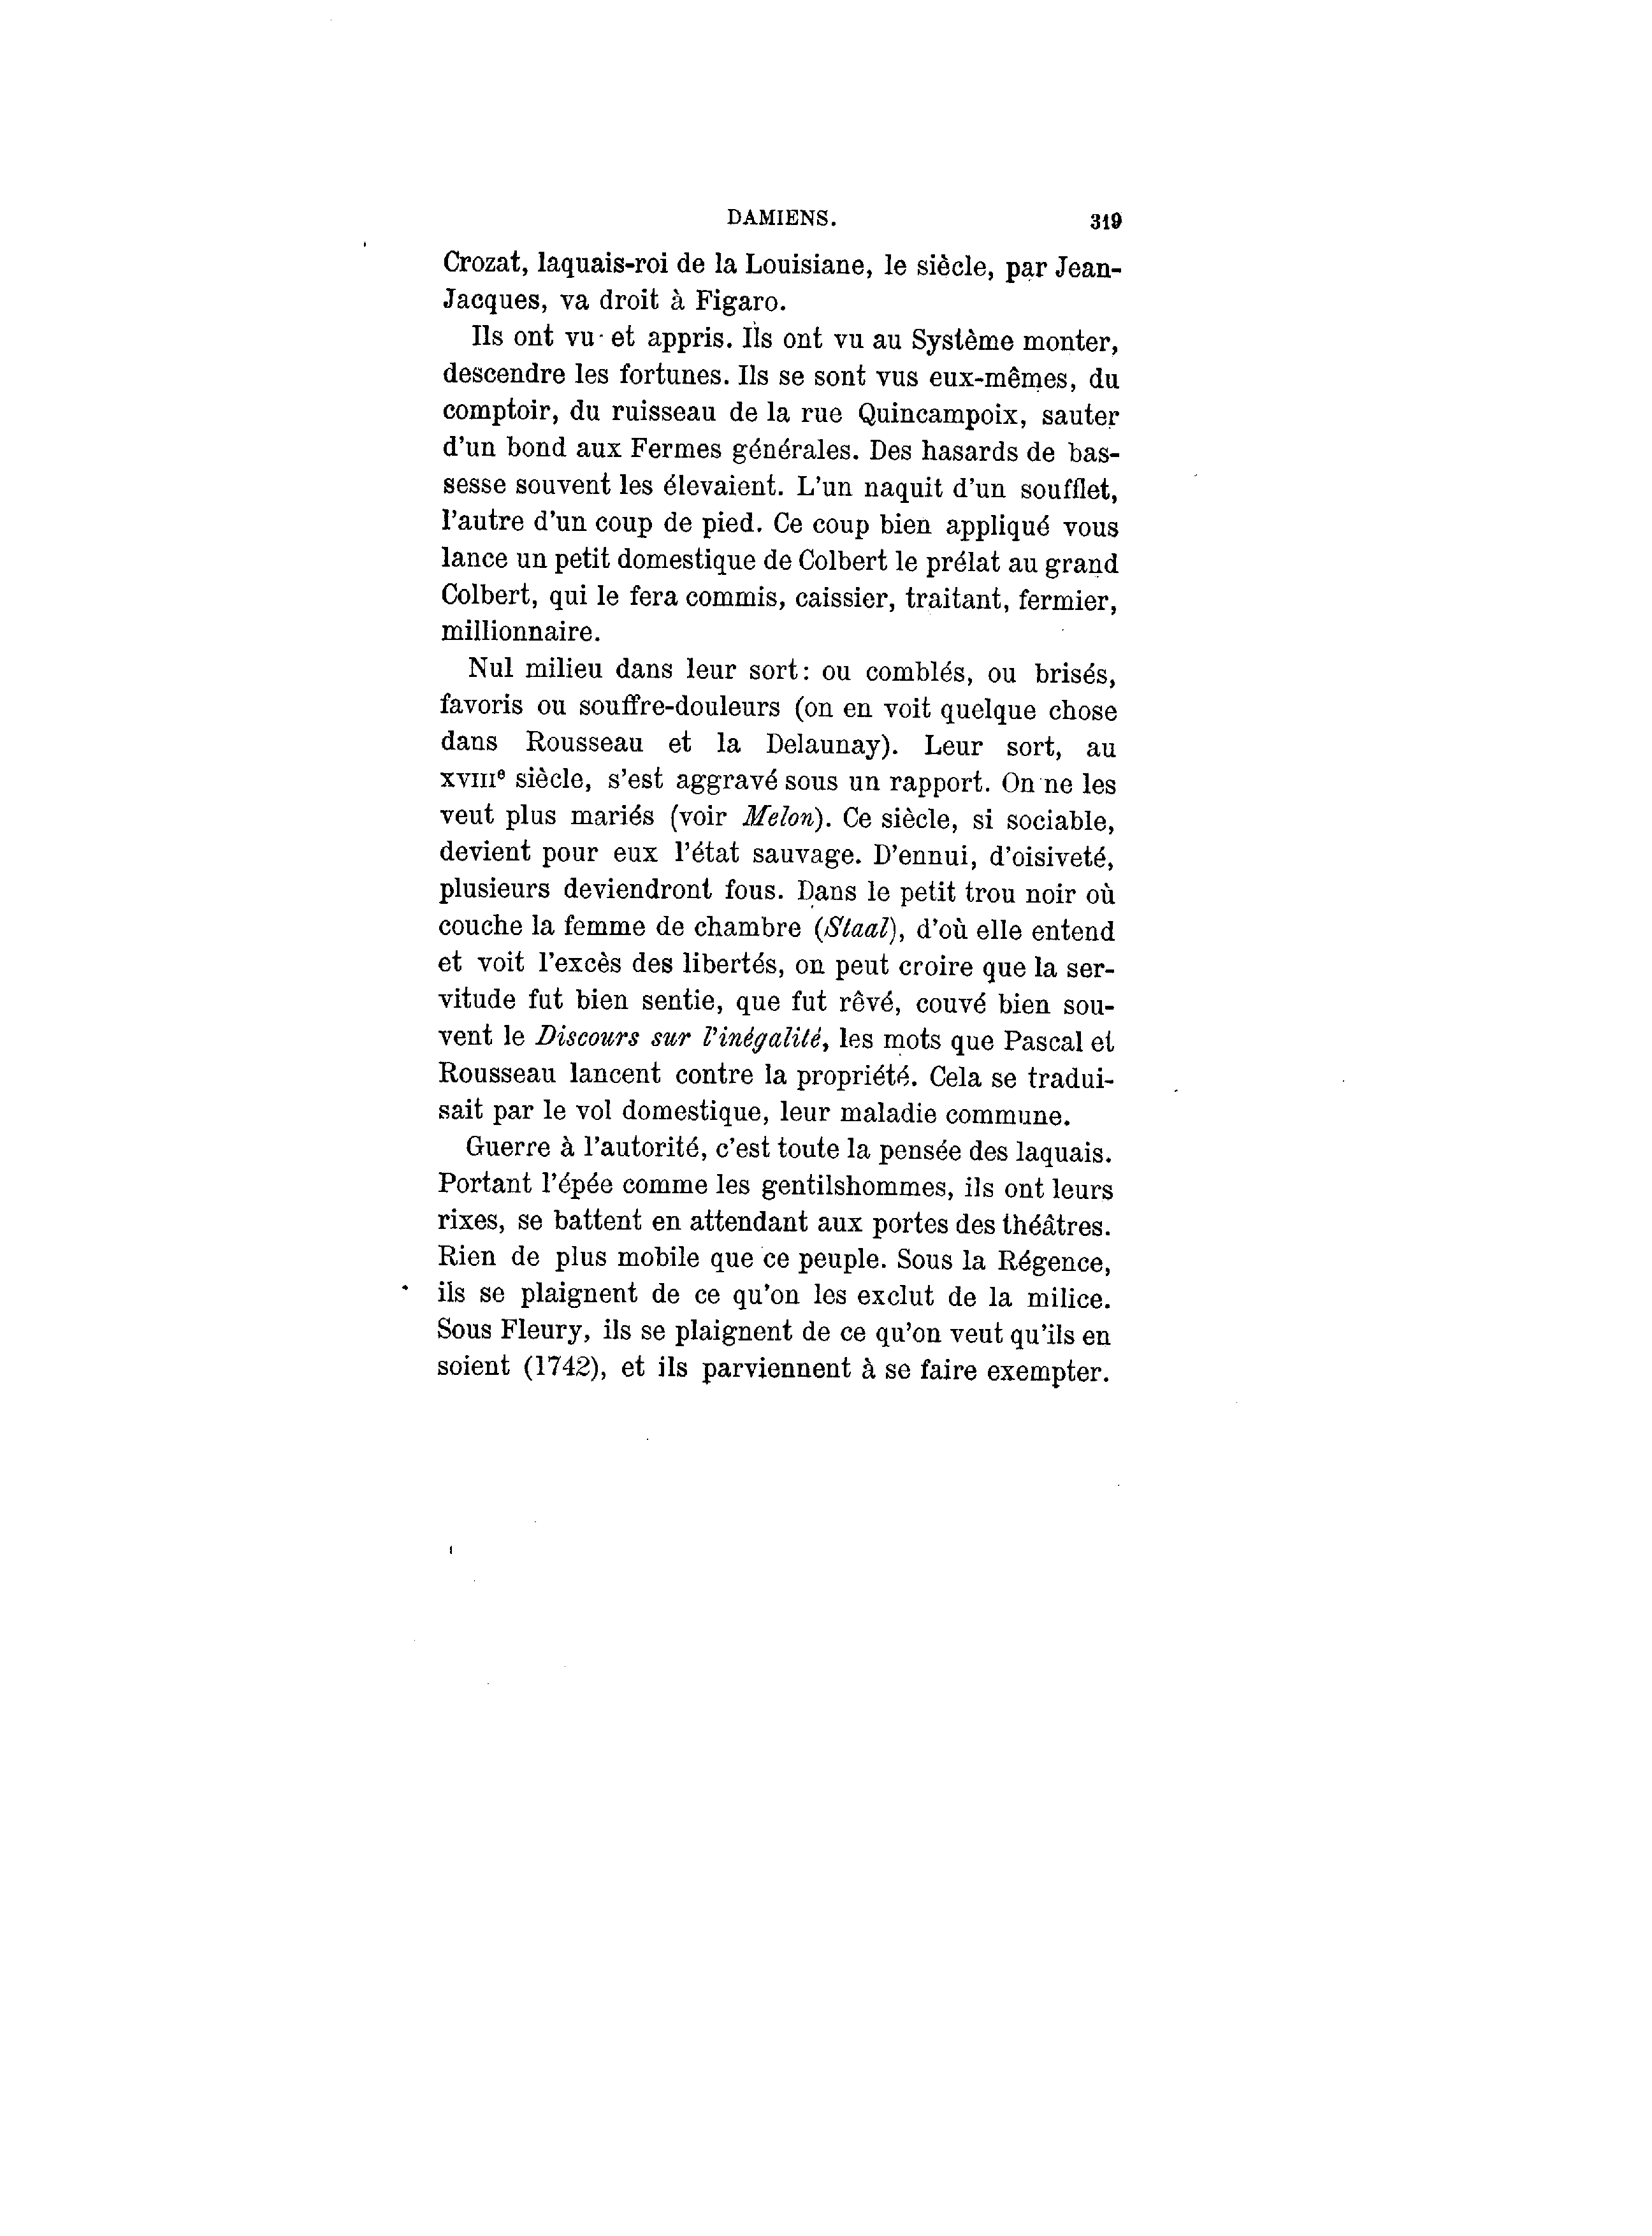 DAMIENS. 319
Crozat, laquais-roi de la Louisiane, le siècle, par Jean-
Jacques, va droit à Figaro.
Ils ont vu et appris. Ils ont vu au Système monter,
descendre les fortunes. Ils se sont vus eux-mêmes, du
comptoir, du ruisseau de la rue Quincampoix, sauter
d'un bond aux Fermes générales. Des hasards de bas-
sesse souvent les élevaient. L'un naquit d'un soufflet,
l'autre d'un coup de pied. Ce coup bien appliqué vous
lance un petit domestique de Colbert le prélat au grand
Colbert, qui le fera commis, caissier, traitant, fermier,
millionnaire.
Nul milieu dans leur sort: ou comblés, ou brisés,
favoris ou souffre-douleurs (on en voit quelque chose
dans Rousseau et la Delaunay). Leur sort, au
XVIIIe siècle, s'est aggravé sous un rapport. On ne les
veut plus mariés (voir Melon). Ce siècle, si sociable,
devient pour eux l'état sauvage. D'ennui, d'oisiveté,
plusieurs deviendront fous. Dans le petit trou noir où
couche la femme de chambre (Staal), d'où elle entend
et voit l'excès des libertés, on peut croire que la ser-
vitude fut bien sentie, que fut rêvé, couvé bien sou-
vent le Discours sur l'inégalité, les mots que Pascal et
Rousseau lancent contre la propriété. Cela se tradui-
sait par le vol domestique, leur maladie commune.
Guerre à l'autorité, c'est toute la pensée des laquais.
Portant l'épée comme les gentilshommes, ils ont leurs
rixes, se battent en attendant aux portes des théâtres.
Rien de plus mobile que ce peuple. Sous la Régence,
ils se plaignent de ce qu'on les exclut de la milice.
Sous Fleury, ils se plaignent de ce qu'on veut qu'ils en
soient (1742), et ils parviennent à se faire exempter.